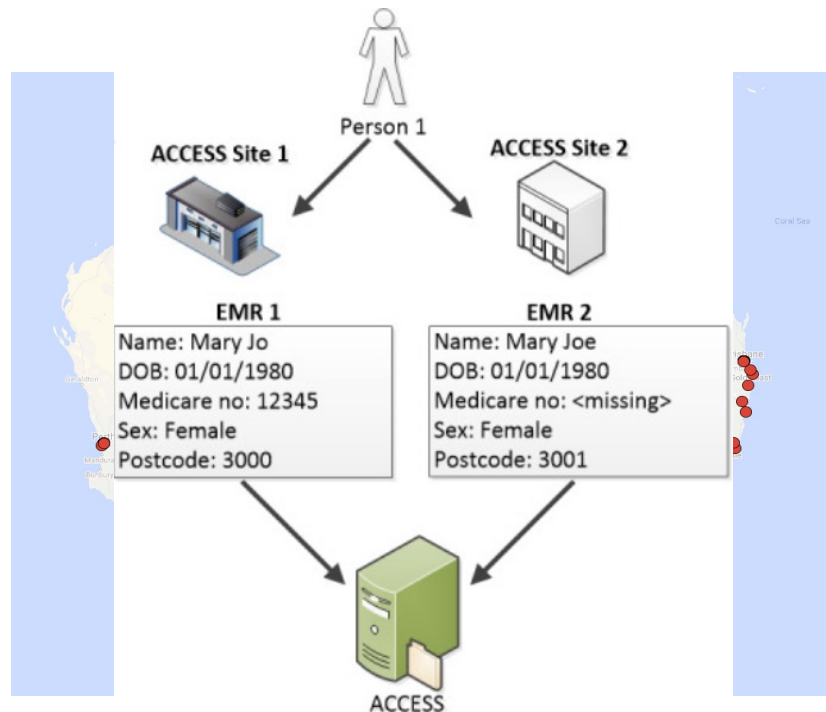 Person 1
ACCESS Site 1
ACCESS Site 2
Coral Sea
EMR 1
EMR 2
Name: Mary Jo
DOB: 01/01/1980
Medicare no: 12345
Sex: Female
Postcode: 3000
Name: Mary Joe
DOB: 01/01/1980
Medicare no: <missing>
Sex: Female
Postcode: 3001
ACCESS